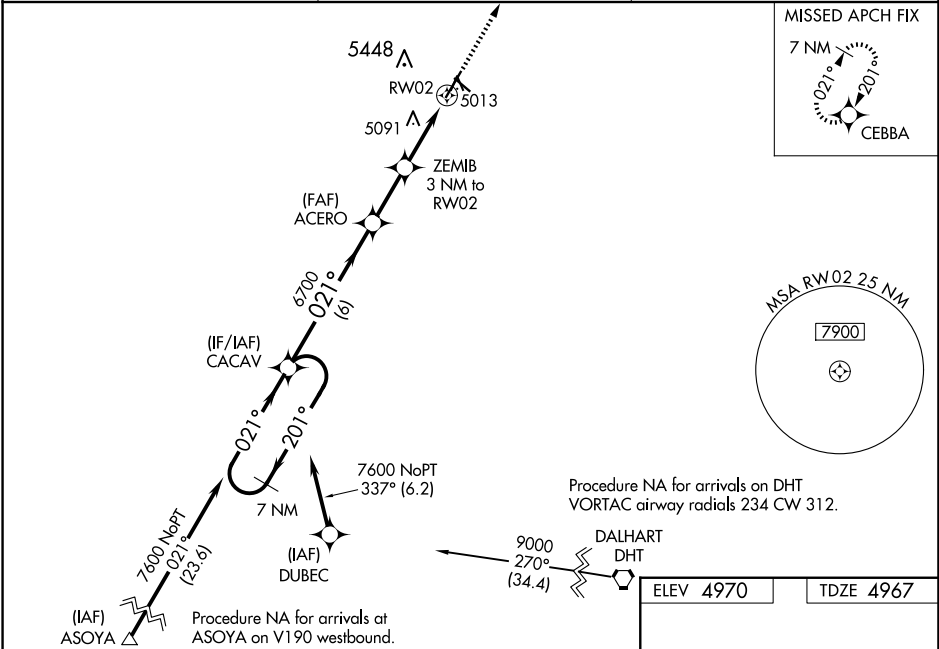 MISSED APCH FIX
7 NM
021°
201°
CEBBA
5448
RW02
5013
5091
ZEMIB
3 NM to
RW02
(FAF)
ACERO
6700
021°
(6)
(IF/IAF)
CACAV
MSA RW02 25 NM
7900
021°
201°
7 NM
7600 NoPT
337° (6.2)
(IAF)
DUBEC
7600 NoPT
021°
(23.6)
(IAF)
ASOYA
Procedure NA for arrivals at
ASOYA on V190 westbound.
Procedure NA for arrivals on DHT
VORTAC airway radials 234 CW 312.
9000
270°
(34.4)
DALHART
DHT
ELEV 4970
TDZE 4967